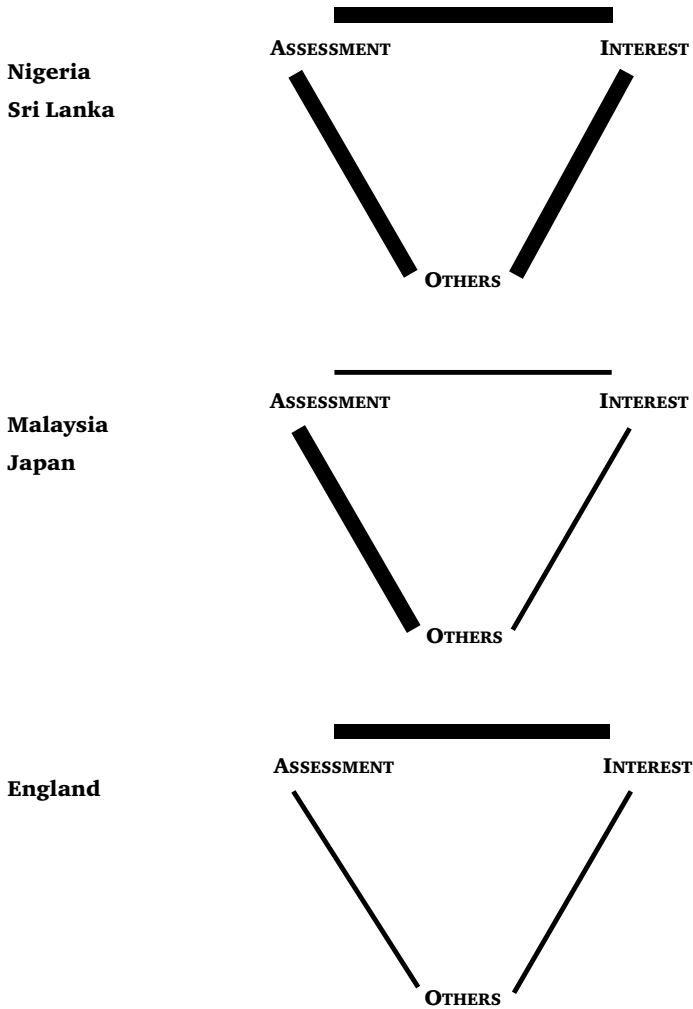 ASSESSMENT INTEREST
Nigeria
Sri Lanka
OTHERS
ASSESSMENT INTEREST
Malaysia
Japan
OTHERS
ASSESSMENT INTEREST
England
OTHERS